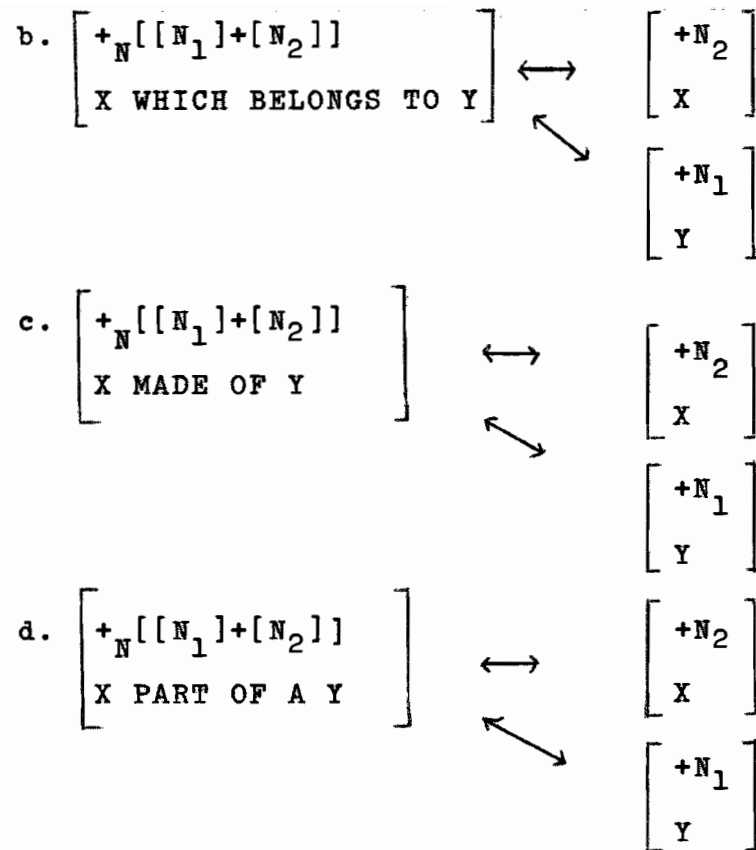 b. [ +N[[N1]+[N2]] ↔ [ +N2
X WHICH BELONGS TO Y ] X ]
[ +N1
Y ]
c. [ +N[[N1]+[N2]] ↔ [ +N2
X MADE OF Y ] X ]
[ +N1
Y ]
d. [ +N[[N1]+[N2]] ↔ [ +N2
X PART OF A Y ] X ]
[ +N1
Y ]